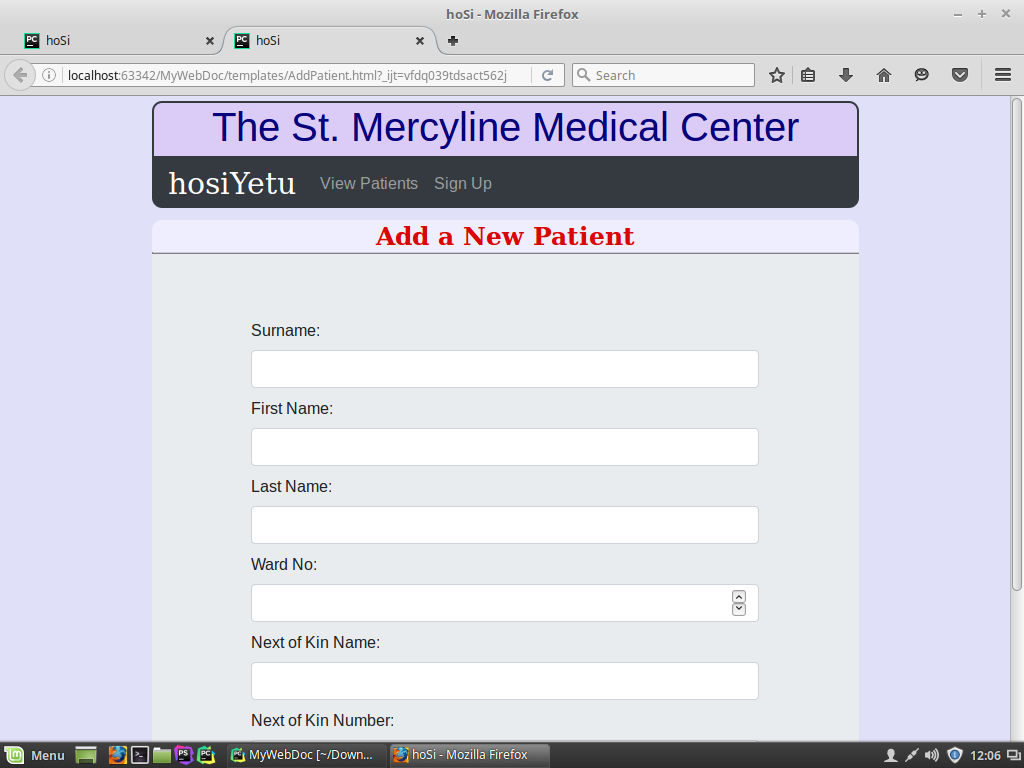 hoSi - Mozilla Firefox
hoSi
hoSi
localhost:63342/MyWebDoc/templates/AddPatient.html?_ijt=vfdq039tdsact562j
Search
The St. Mercyline Medical Center
hosiYetu View Patients Sign Up
Add a New Patient
Surname:
First Name:
Last Name:
Ward No:
Next of Kin Name:
Next of Kin Number:
Menu
PS
PC
MyWebDoc [~/Down...
hoSi - Mozilla Firefox
12:06